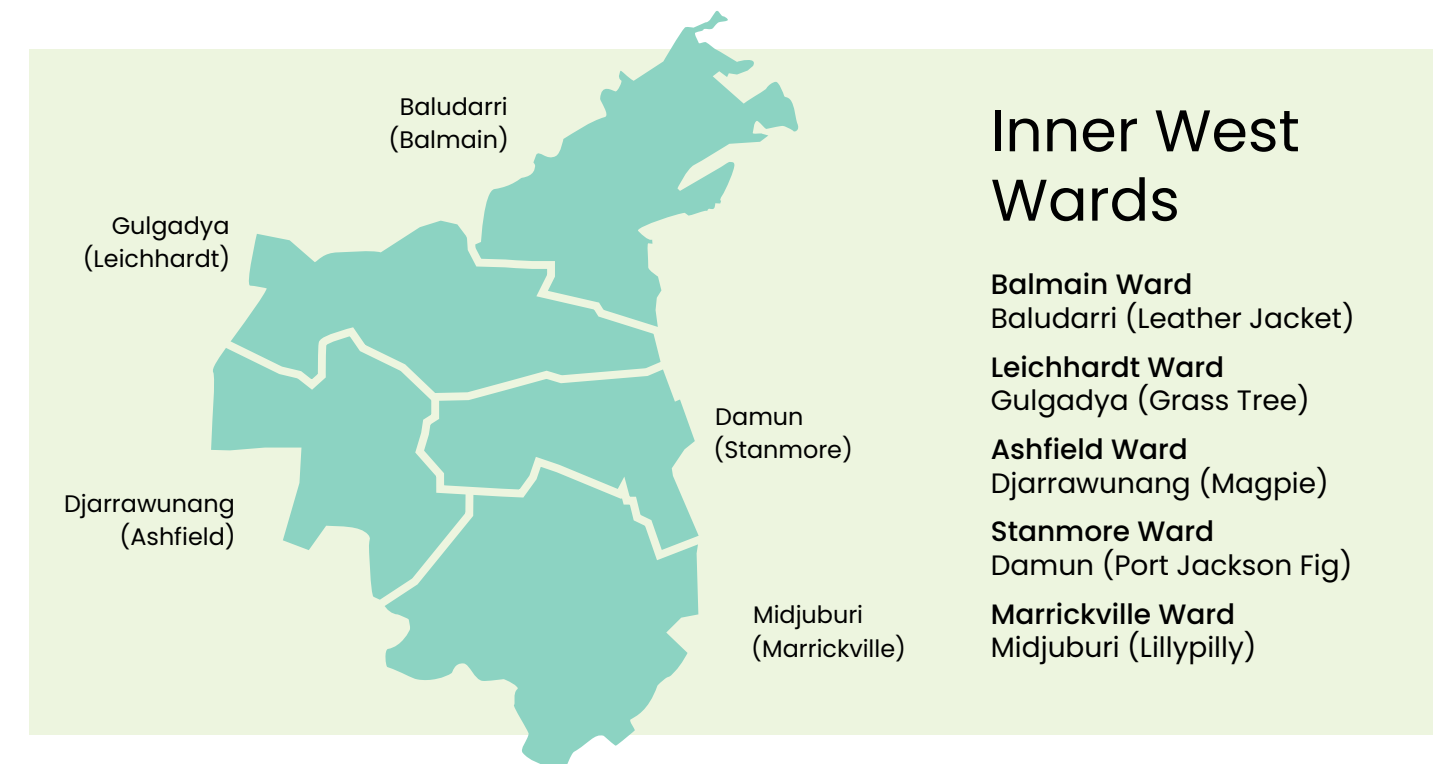 Baludarri
(Balmain)
Gulgadya
(Leichhardt)
Damun
(Stanmore)
Djarrawunang
(Ashfield)
Midjuburi
(Marrickville)
Inner West
Wards
Balmain Ward
Baludarri (Leather Jacket)
Leichhardt Ward
Gulgadya (Grass Tree)
Ashfield Ward
Djarrawunang (Magpie)
Stanmore Ward
Damun (Port Jackson Fig)
Marrickville Ward
Midjuburi (Lillypilly)